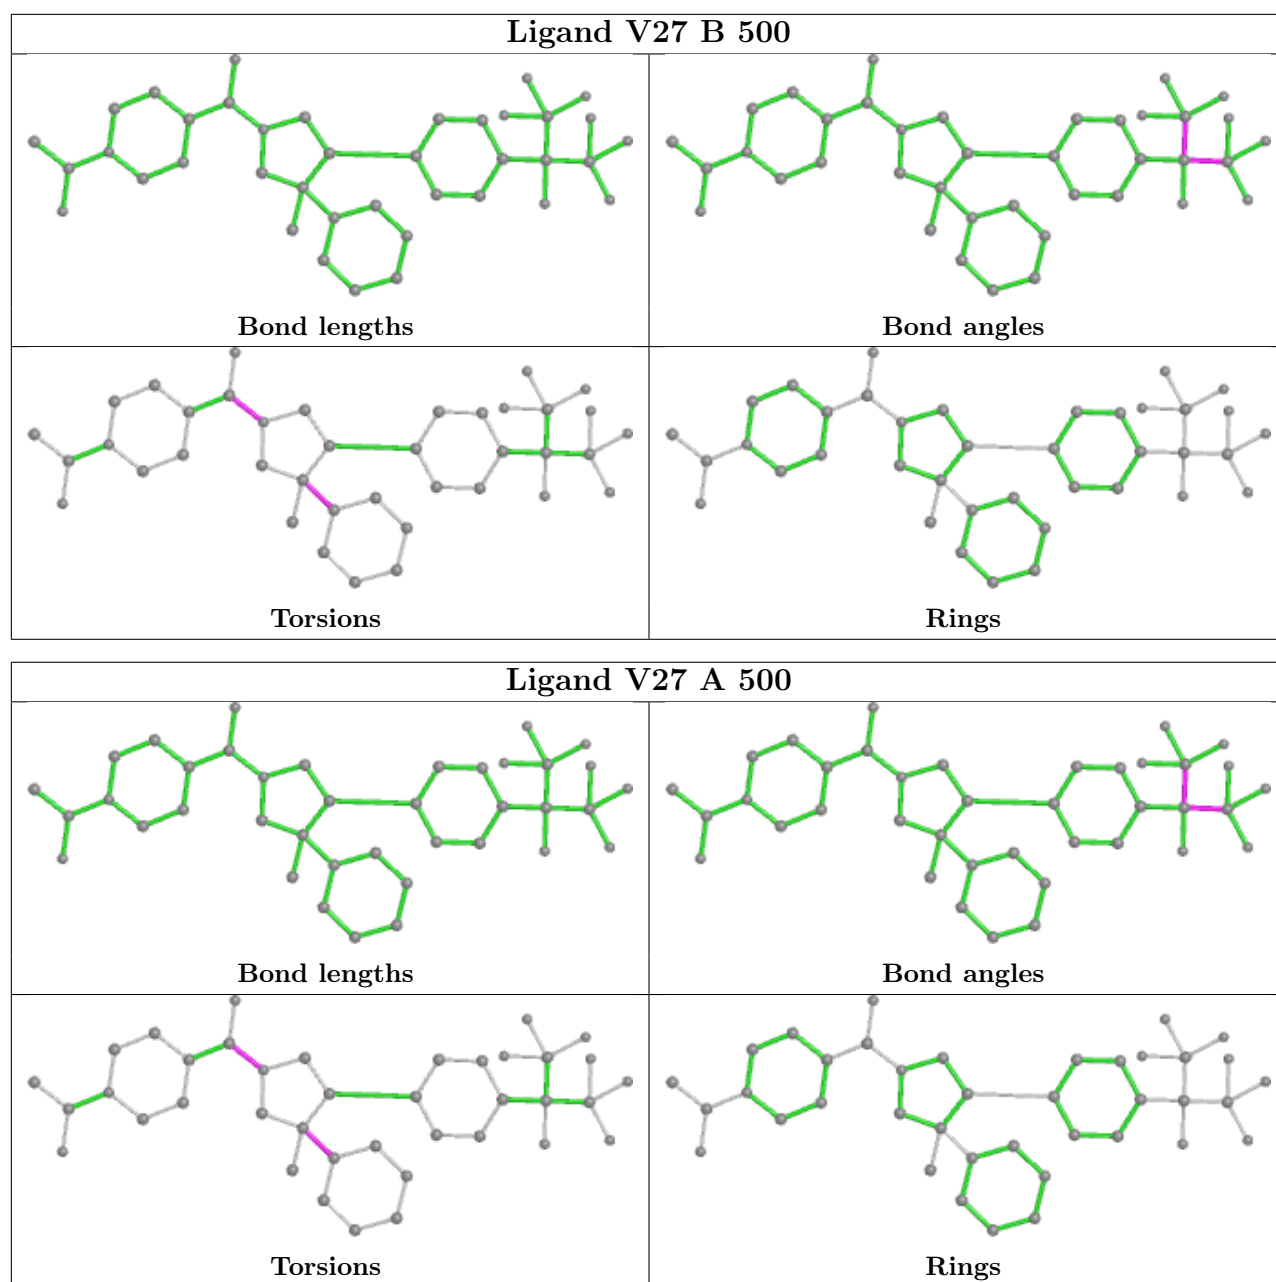 Ligand V27 B 500
Bond lengths
Bond angles
Torsions
Rings
Ligand V27 A 500
Bond lengths
Bond angles
Torsions
Rings